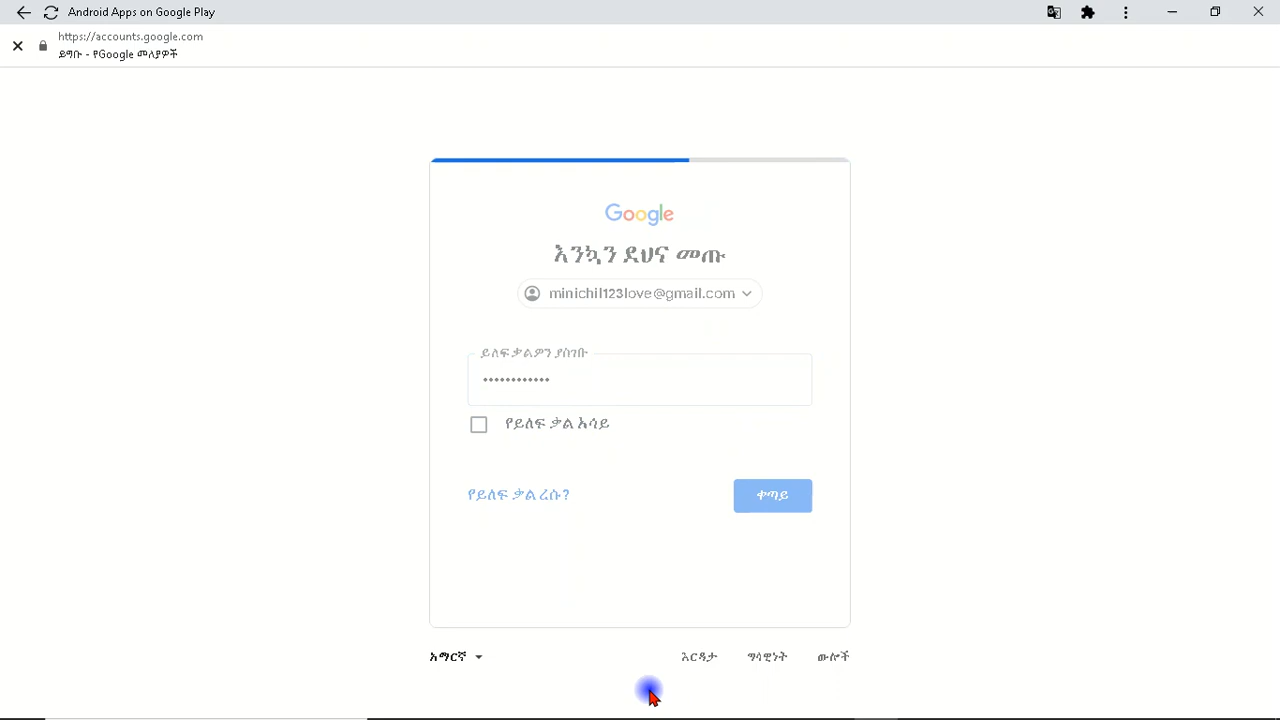 Android Apps on Google Play
https://accounts.google.com
ይግቡ - የGoogle መለያዎች
Google
እንኳን ደህና መጡ
minichil123love@gmail.com
ይለፍ ቃልዎን ያስገቡ
••••••••••••
የይለፍ ቃል አሳይ
የይለፍ ቃል ረሱ?
ቀጣይ
አማርኛ
እርዳታ
ግላዊነት
ውሎች